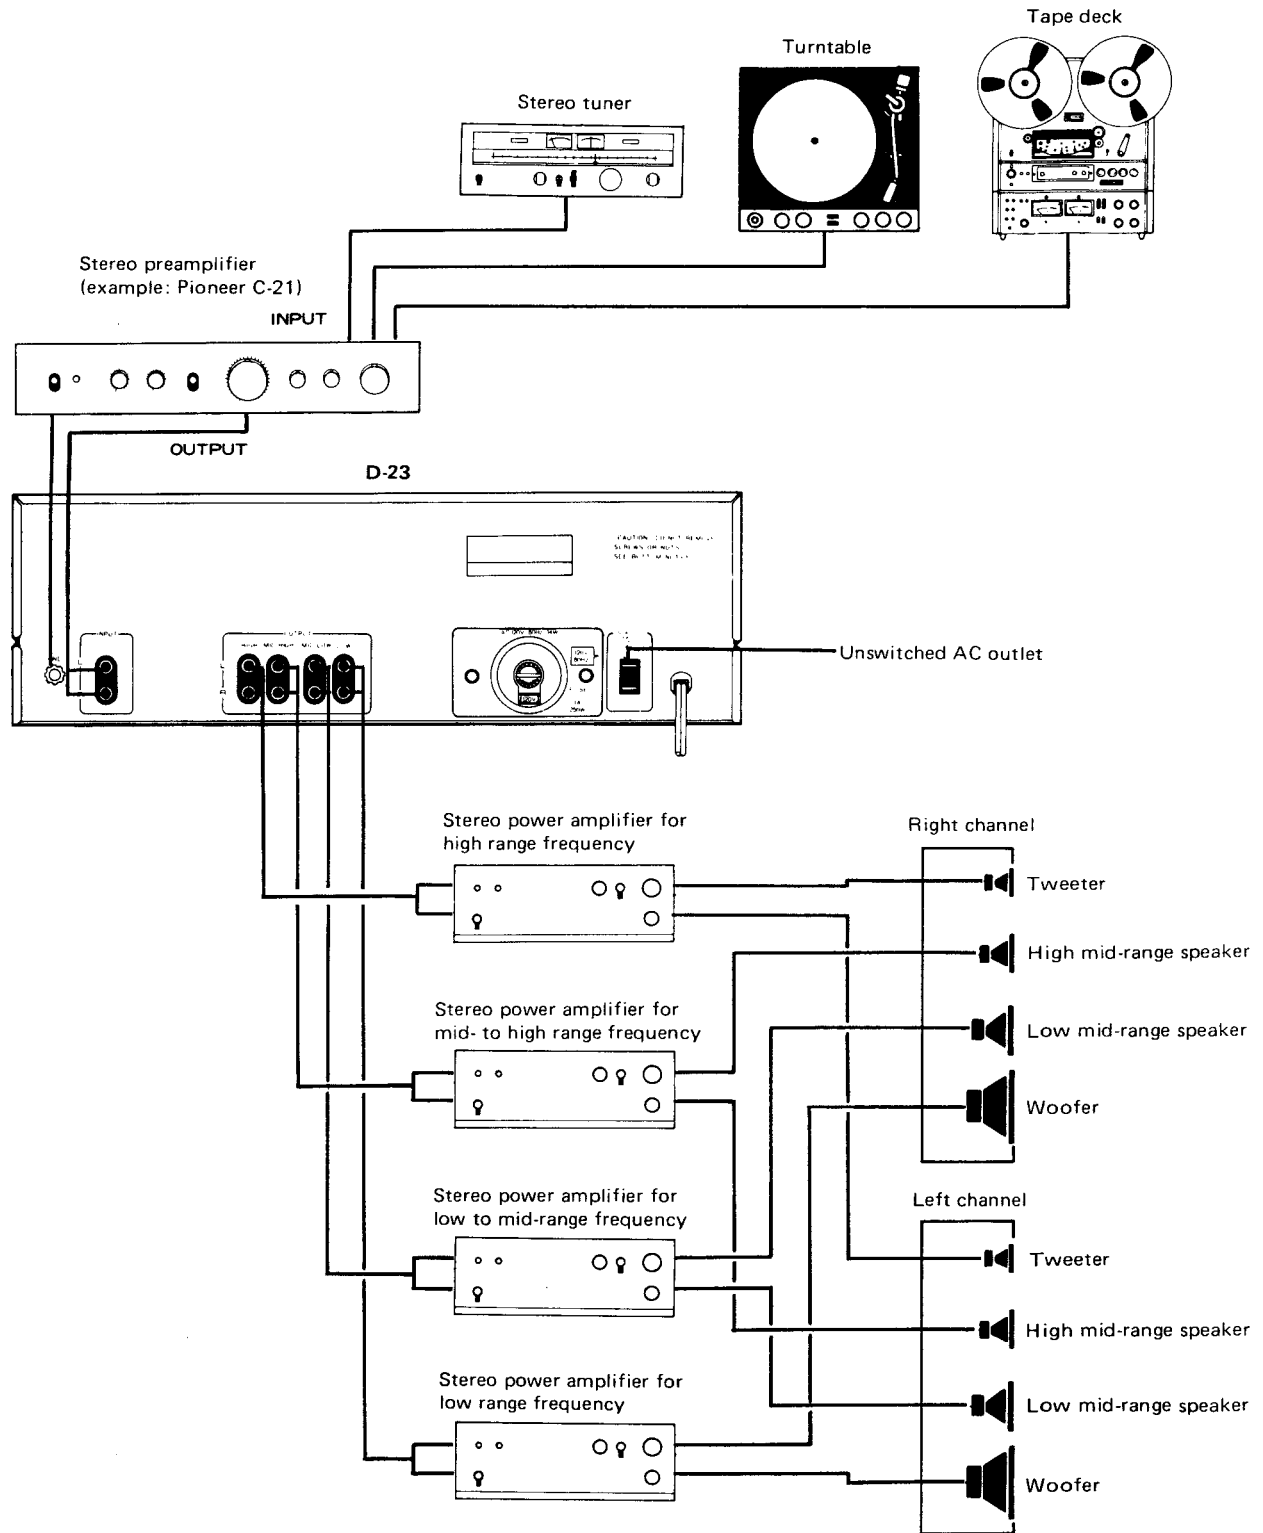 Tape deck
Turntable
Stereo tuner
Stereo preamplifier
(example: Pioneer C-21)
INPUT
OUTPUT
D-23
INPUT
HIGH
Unswitched AC outlet
Stereo power amplifier for
high range frequency
Right channel
Tweeter
High mid-range speaker
Stereo power amplifier for
mid- to high range frequency
Low mid-range speaker
Woofer
Stereo power amplifier for
low to mid-range frequency
Left channel
Tweeter
High mid-range speaker
Stereo power amplifier for
low range frequency
Low mid-range speaker
Woofer